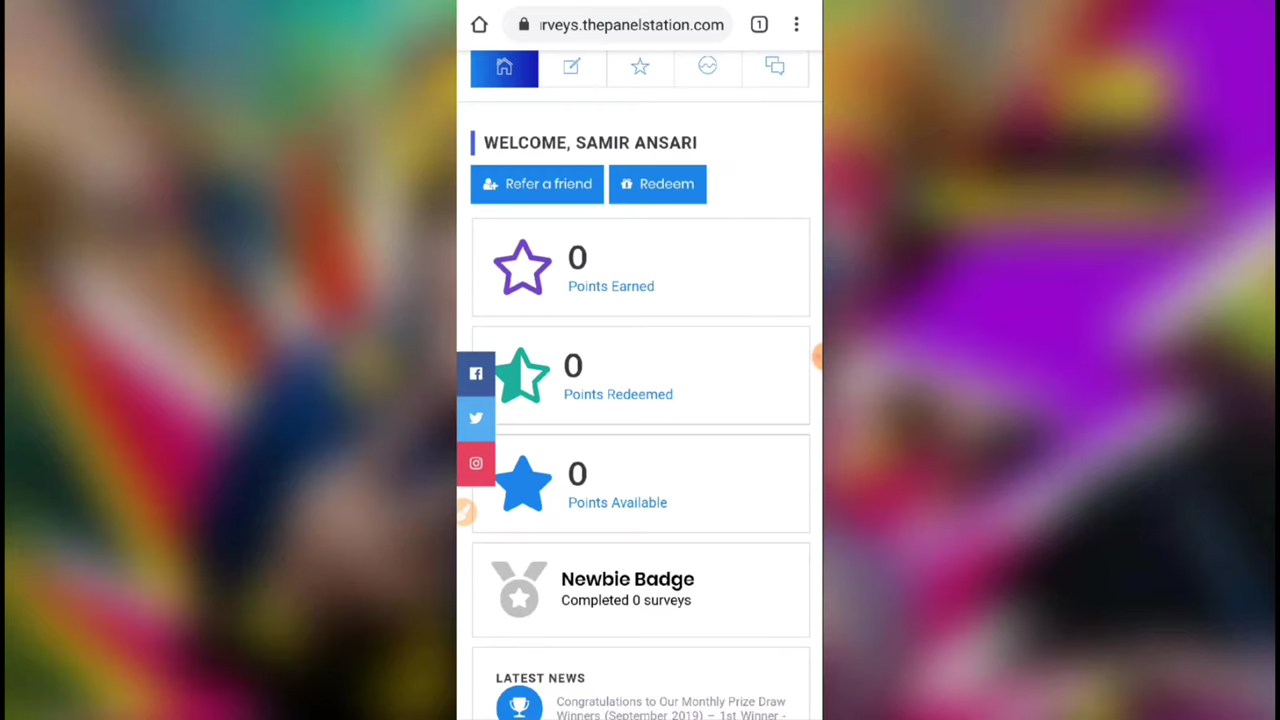 rveys.thepanelstation.com
1
WELCOME, SAMIR ANSARI
Refer a friend
Redeem
0
Points Earned
0
Points Redeemed
0
Points Available
Newbie Badge
Completed 0 surveys
LATEST NEWS
Congratulations to Our Monthly Prize Draw
Winners (September 2019) – 1st Winner -